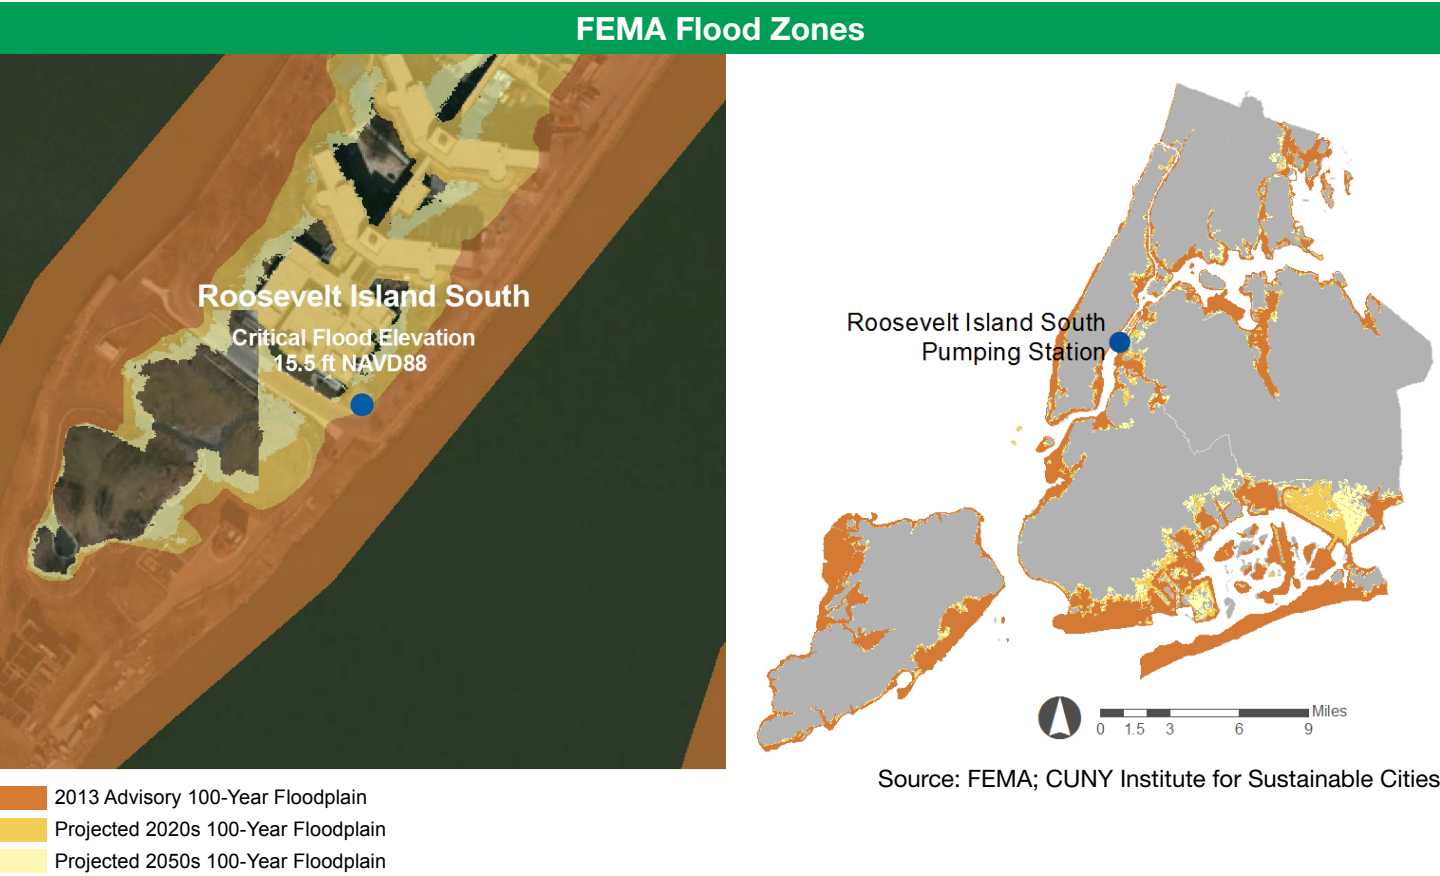 FEMA Flood Zones
Roosevelt Island South
Critical Flood Elevation
15.5 ft NAVD88
Roosevelt Island South
Pumping Station
Miles
0 1.5 3 6 9
Source: FEMA; CUNY Institute for Sustainable Cities
2013 Advisory 100-Year Floodplain
Projected 2020s 100-Year Floodplain
Projected 2050s 100-Year Floodplain